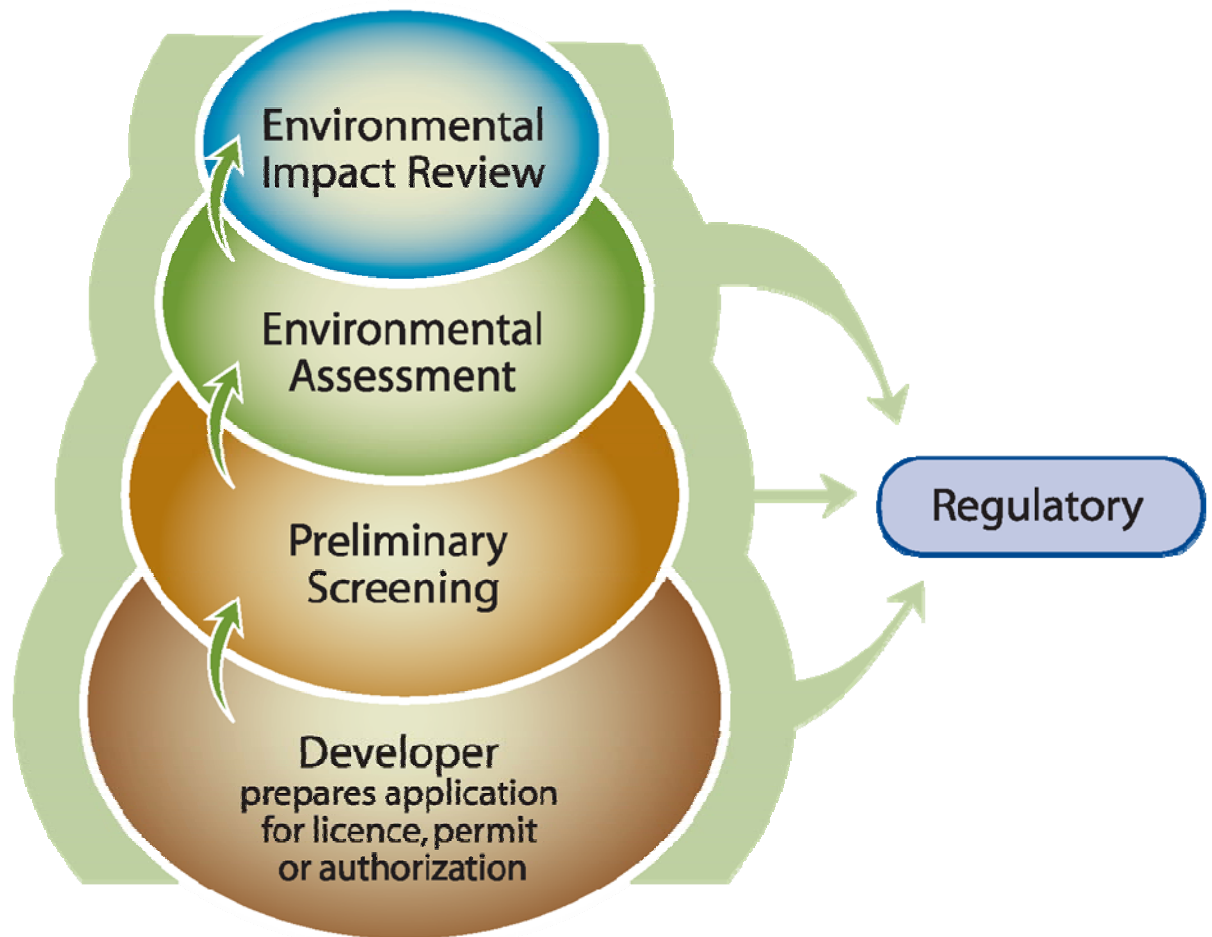 Environmental
Impact Review
Environmental
Assessment
Preliminary
Screening
Developer
prepares application
for licence, permit
or authorization
Regulatory